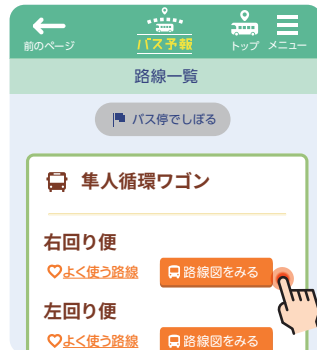 前のページ
バス予報
トップ メニュー
路線一覧
バス停でしぼる
隼人循環ワゴン
右回り便
よく使う路線 路線図をみる
左回り便
よく使う路線 路線図をみる